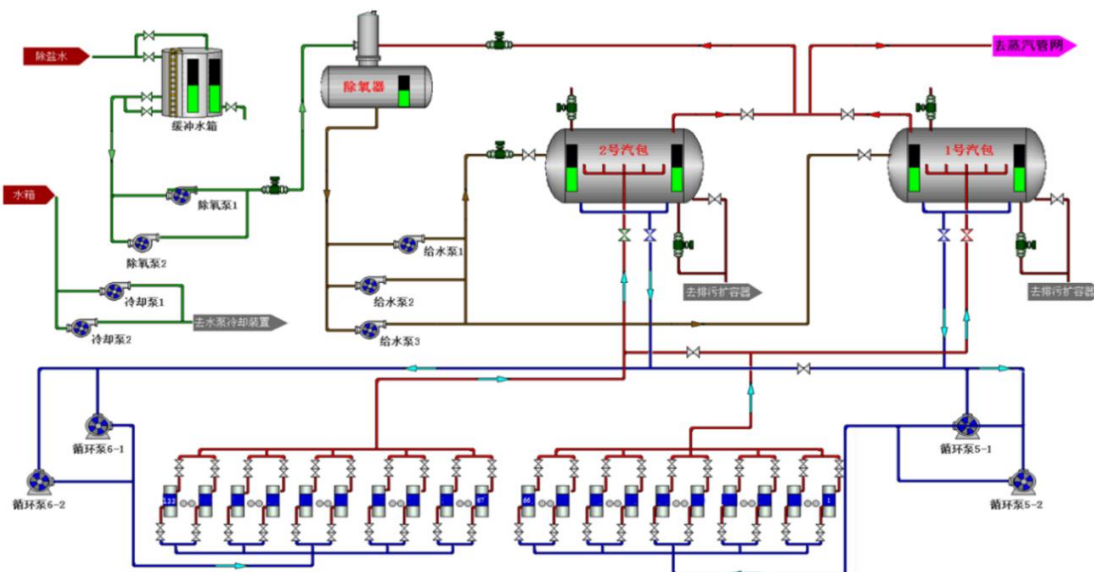 除盐水
缓冲水箱
除氧器
去蒸汽管网
2号汽包
1号汽包
水箱
除氧泵1
除氧泵2
给水泵1
给水泵2
给水泵3
冷却泵1
冷却泵2
去水泵冷却装置
去排污扩容器
去排污扩容器
循环泵6-1
循环泵6-2
循环泵5-1
循环泵5-2
132
67
66
1